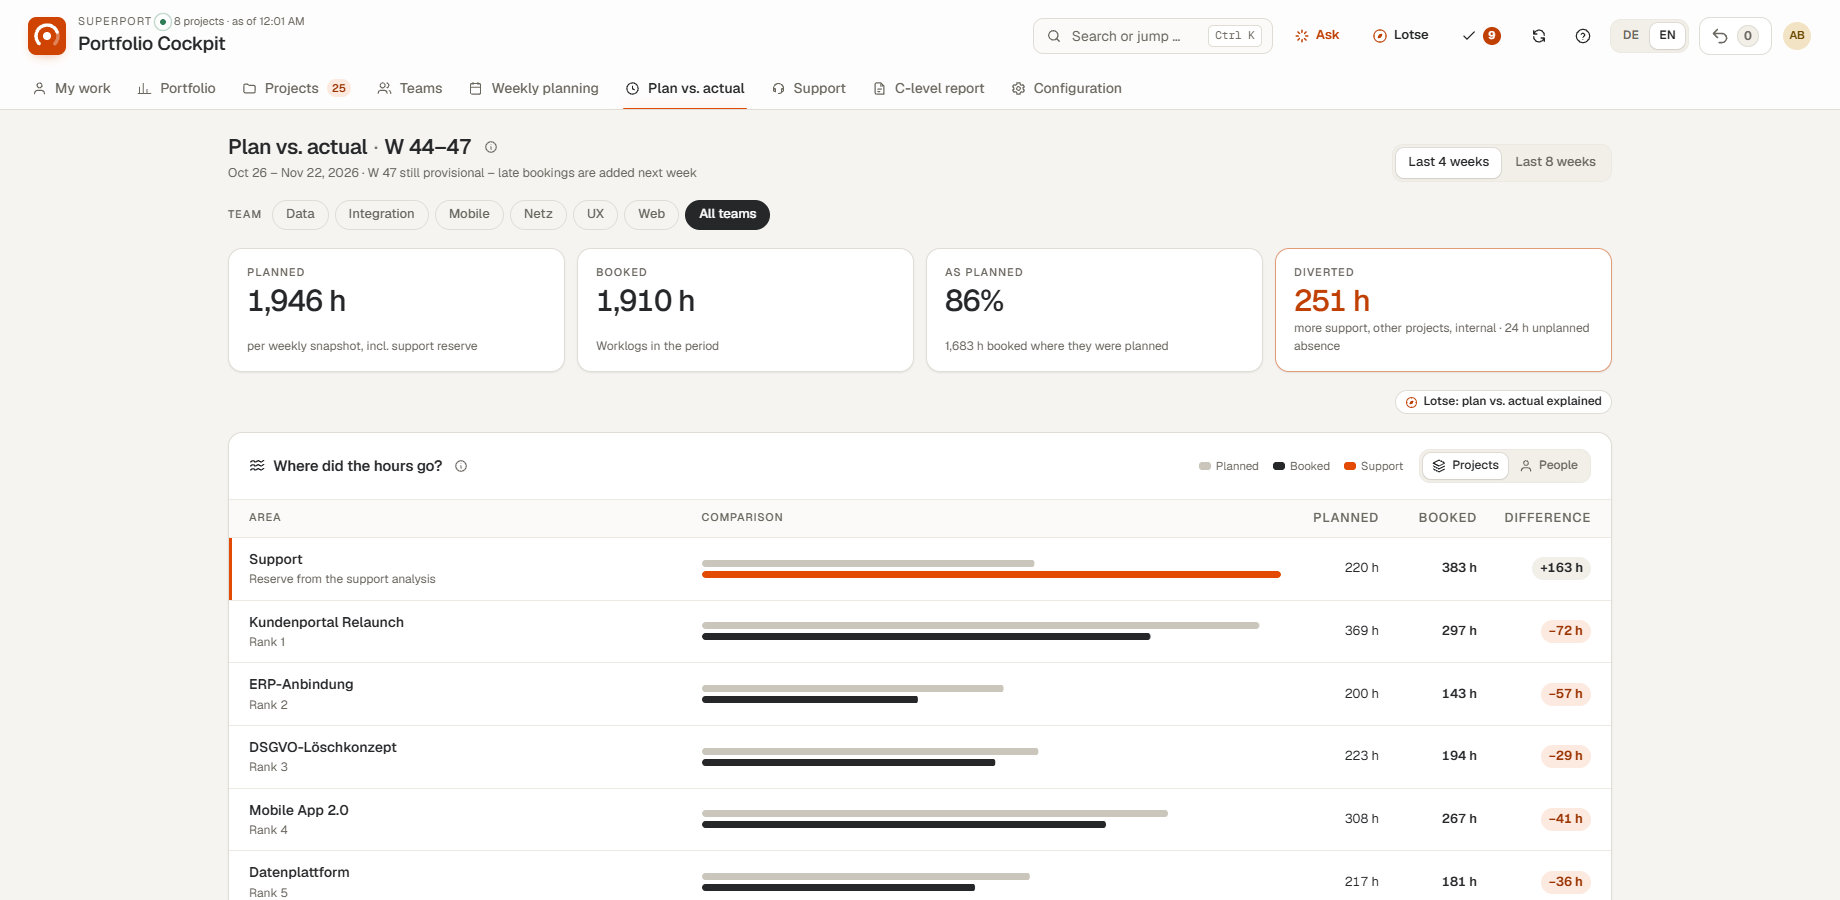 SUPERPORT 8 projects · as of 12:01 AM
Portfolio Cockpit
Search or jump ... Ctrl K
Ask
Lotse
9
DE EN
0
AB
My work
Portfolio
Projects 25
Teams
Weekly planning
Plan vs. actual
Support
C-level report
Configuration
Plan vs. actual · W 44–47
Oct 26 – Nov 22, 2026 · W 47 still provisional – late bookings are added next week
Last 4 weeks Last 8 weeks
TEAM Data Integration Mobile Netz UX Web All teams
PLANNED
1,946 h
per weekly snapshot, incl. support reserve
BOOKED
1,910 h
Worklogs in the period
AS PLANNED
86%
1,683 h booked where they were planned
DIVERTED
251 h
more support, other projects, internal · 24 h unplanned
absence
Lotse: plan vs. actual explained
Where did the hours go?
Planned Booked Support
Projects People
AREA COMPARISON PLANNED BOOKED DIFFERENCE
Support
Reserve from the support analysis
220 h 383 h +163 h
Kundenportal Relaunch
Rank 1
369 h 297 h −72 h
ERP-Anbindung
Rank 2
200 h 143 h −57 h
DSGVO-Löschkonzept
Rank 3
223 h 194 h −29 h
Mobile App 2.0
Rank 4
308 h 267 h −41 h
Datenplattform
Rank 5
217 h 181 h −36 h